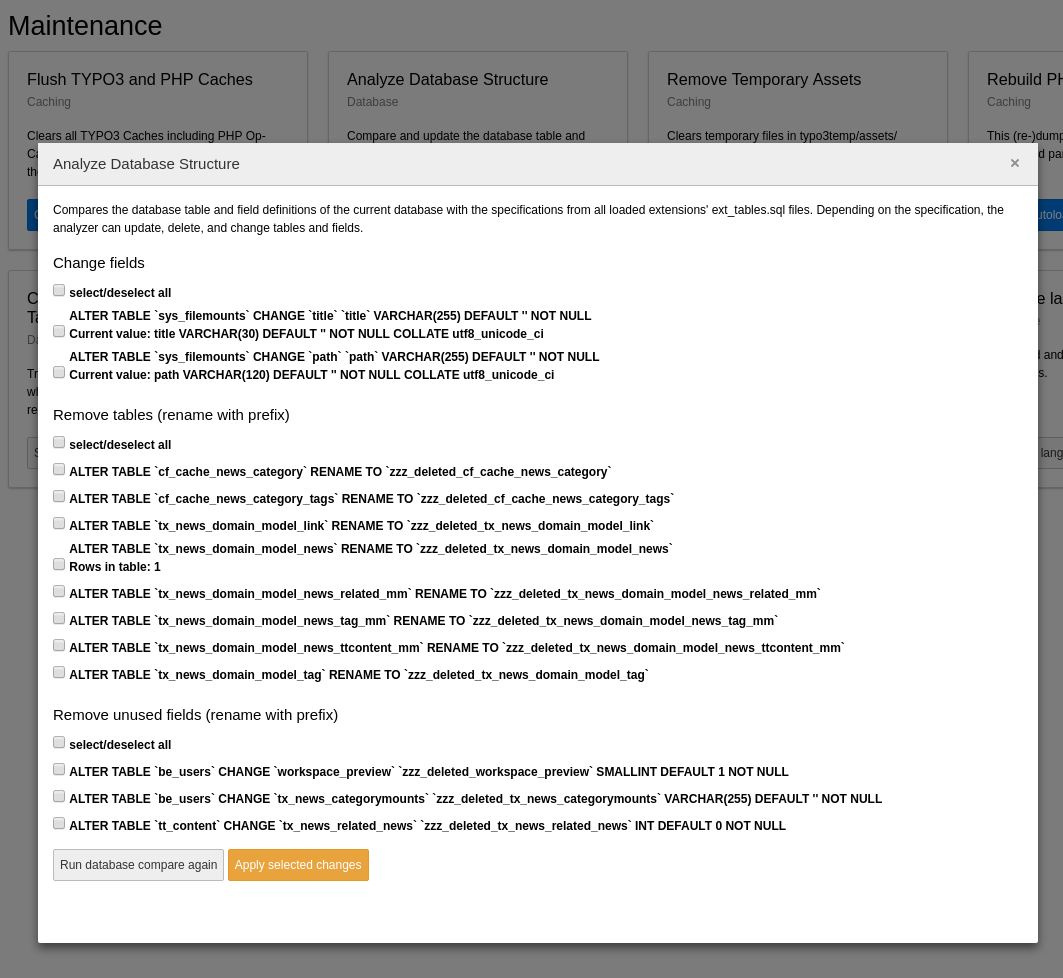 Maintenance
Flush TYPO3 and PHP Caches
Caching
Clears all TYPO3 Caches including PHP Op-
Analyze Database Structure
Database
Compare and update the database table and
Remove Temporary Assets
Caching
Clears temporary files in typo3temp/assets/
Rebuild
Caching
This (re-)dump
Analyze Database Structure
×
Compares the database table and field definitions of the current database with the specifications from all loaded extensions' ext_tables.sql files. Depending on the specification, the
analyzer can update, delete, and change tables and fields.
Change fields
select/deselect all
ALTER TABLE `sys_filemounts` CHANGE `title` `title` VARCHAR(255) DEFAULT '' NOT NULL
Current value: title VARCHAR(30) DEFAULT '' NOT NULL COLLATE utf8_unicode_ci
ALTER TABLE `sys_filemounts` CHANGE `path` `path` VARCHAR(255) DEFAULT '' NOT NULL
Current value: path VARCHAR(120) DEFAULT '' NOT NULL COLLATE utf8_unicode_ci
Remove tables (rename with prefix)
select/deselect all
ALTER TABLE `cf_cache_news_category` RENAME TO `zzz_deleted_cf_cache_news_category`
ALTER TABLE `cf_cache_news_category_tags` RENAME TO `zzz_deleted_cf_cache_news_category_tags`
ALTER TABLE `tx_news_domain_model_link` RENAME TO `zzz_deleted_tx_news_domain_model_link`
ALTER TABLE `tx_news_domain_model_news` RENAME TO `zzz_deleted_tx_news_domain_model_news`
Rows in table: 1
ALTER TABLE `tx_news_domain_model_news_related_mm` RENAME TO `zzz_deleted_tx_news_domain_model_news_related_mm`
ALTER TABLE `tx_news_domain_model_news_tag_mm` RENAME TO `zzz_deleted_tx_news_domain_model_news_tag_mm`
ALTER TABLE `tx_news_domain_model_news_ttcontent_mm` RENAME TO `zzz_deleted_tx_news_domain_model_news_ttcontent_mm`
ALTER TABLE `tx_news_domain_model_tag` RENAME TO `zzz_deleted_tx_news_domain_model_tag`
Remove unused fields (rename with prefix)
select/deselect all
ALTER TABLE `be_users` CHANGE `workspace_preview` `zzz_deleted_workspace_preview` SMALLINT DEFAULT 1 NOT NULL
ALTER TABLE `be_users` CHANGE `tx_news_categorymounts` `zzz_deleted_tx_news_categorymounts` VARCHAR(255) DEFAULT '' NOT NULL
ALTER TABLE `tt_content` CHANGE `tx_news_related_news` `zzz_deleted_tx_news_related_news` INT DEFAULT 0 NOT NULL
Run database compare again
Apply selected changes